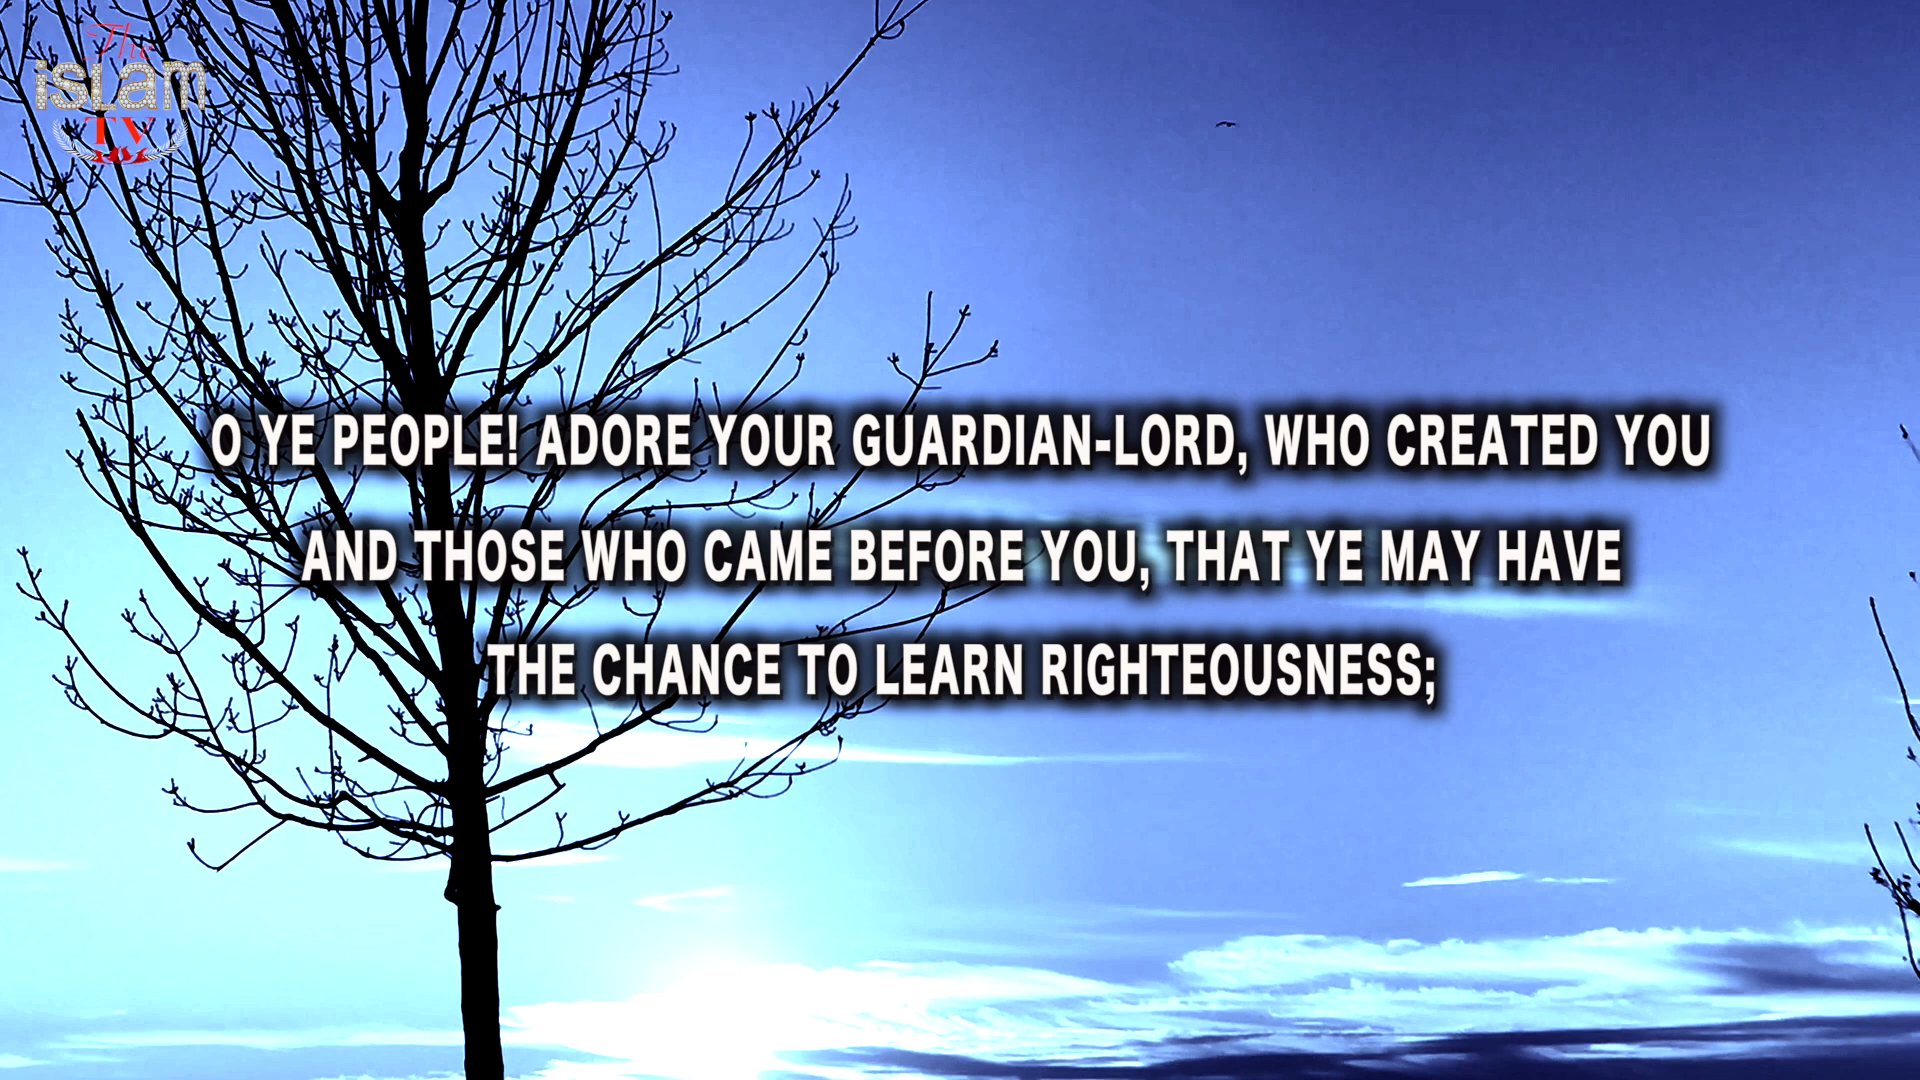 The
isLam
TV
O YE PEOPLE! ADORE YOUR GUARDIAN-LORD, WHO CREATED YOU
AND THOSE WHO CAME BEFORE YOU, THAT YE MAY HAVE
THE CHANCE TO LEARN RIGHTEOUSNESS;